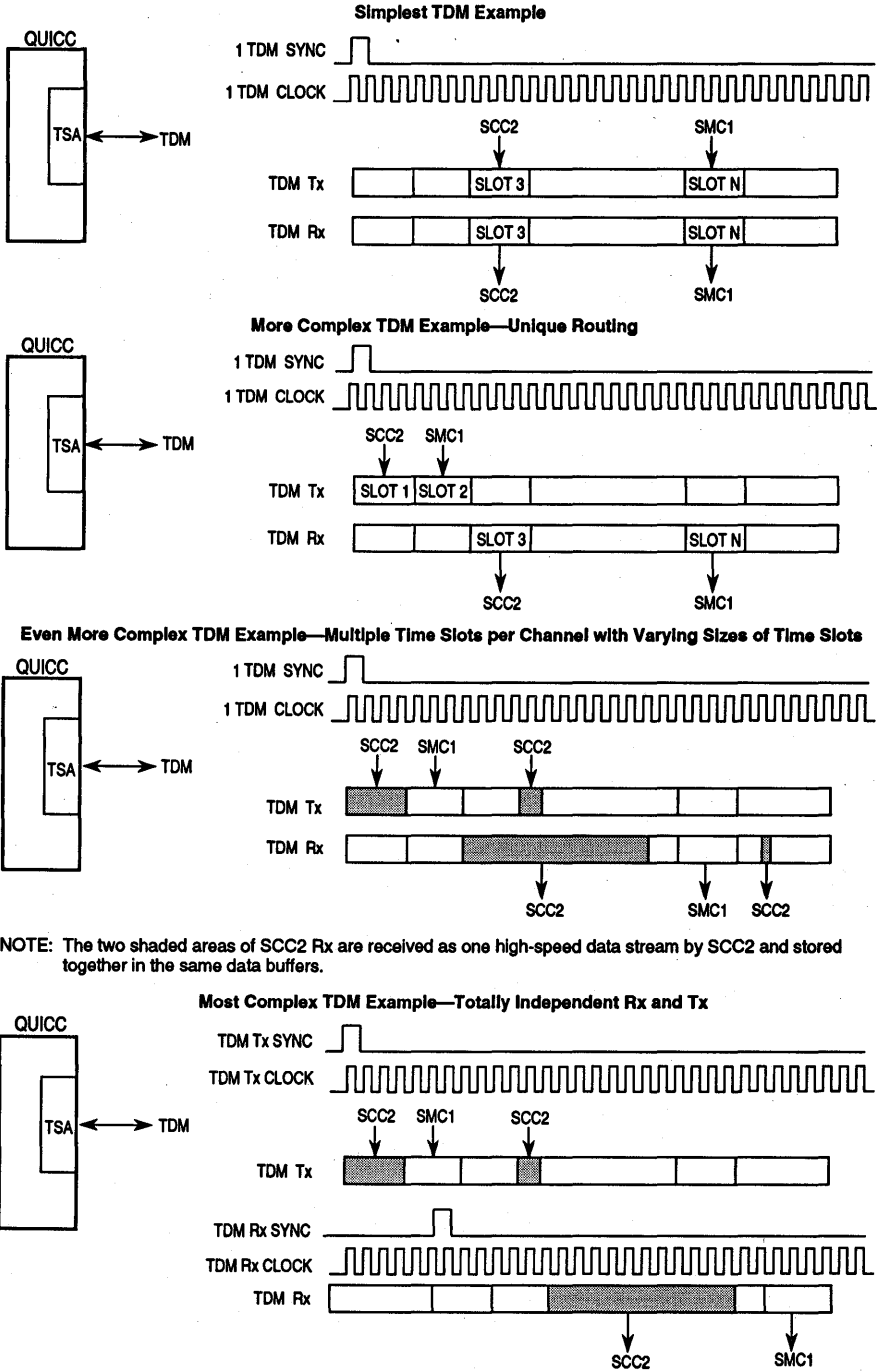 Simplest TDM Example
QUICC
1 TDM SYNC
1 TDM CLOCK
TSA
TDM
SCC2 SMC1
TDM Tx SLOT 3 SLOT N
TDM Rx SLOT 3 SLOT N
SCC2 SMC1
More Complex TDM Example—Unique Routing
QUICC
1 TDM SYNC
1 TDM CLOCK
TSA
TDM
SCC2 SMC1
TDM Tx SLOT 1 SLOT 2
TDM Rx SLOT 3 SLOT N
SCC2 SMC1
Even More Complex TDM Example—Multiple Time Slots per Channel with Varying Sizes of Time Slots
QUICC
1 TDM SYNC
1 TDM CLOCK
TSA
TDM
SCC2 SMC1 SCC2
TDM Tx
TDM Rx
SCC2 SMC1 SCC2
NOTE: The two shaded areas of SCC2 Rx are received as one high-speed data stream by SCC2 and stored
together in the same data buffers.
Most Complex TDM Example—Totally Independent Rx and Tx
QUICC
TDM Tx SYNC
TDM Tx CLOCK
TSA
TDM
SCC2 SMC1 SCC2
TDM Tx
TDM Rx SYNC
TDM Rx CLOCK
TDM Rx
SCC2 SMC1